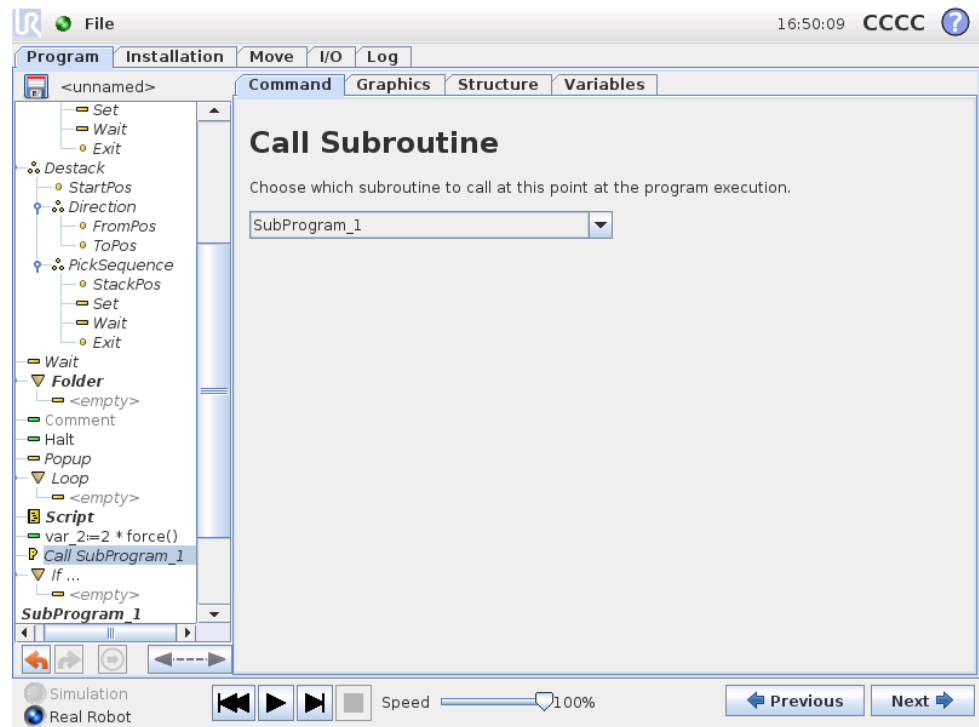 UR File 16:50:09 CCCC ?
Program Installation Move I/O Log
<unnamed>
Command Graphics Structure Variables
Set
Wait
Exit
Destack
StartPos
Direction
FromPos
ToPos
PickSequence
StackPos
Set
Wait
Exit
Wait
Folder
<empty>
Comment
Halt
Popup
Loop
<empty>
Script
var_2:=2 * force()
P Call SubProgram_1
If ...
<empty>
SubProgram_1
Call Subroutine
Choose which subroutine to call at this point at the program execution.
SubProgram_1
Simulation
Real Robot
Speed 100%
Previous Next